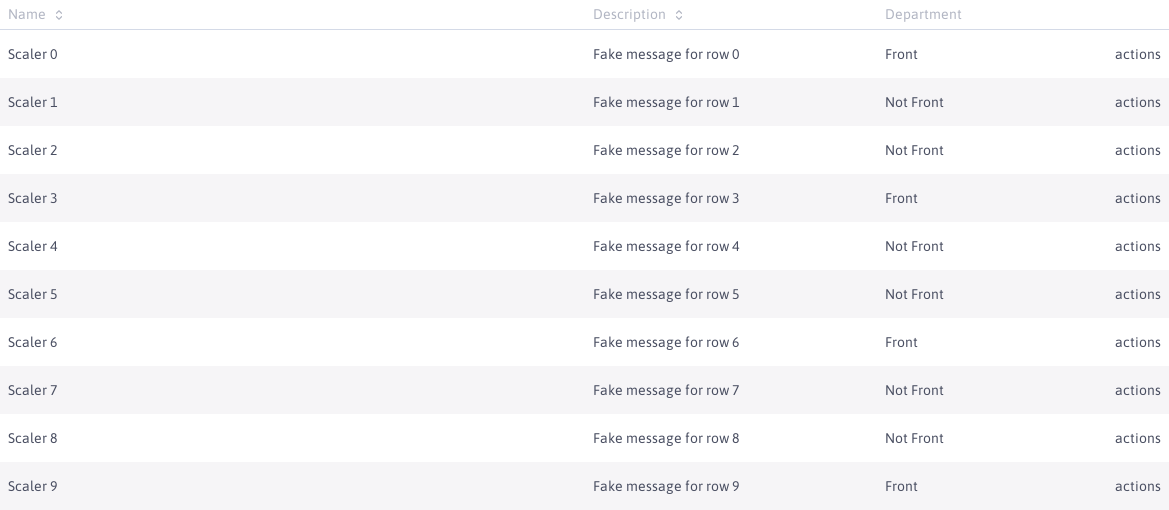 Name Description Department
Scaler 0 Fake message for row 0 Front actions
Scaler 1 Fake message for row 1 Not Front actions
Scaler 2 Fake message for row 2 Not Front actions
Scaler 3 Fake message for row 3 Front actions
Scaler 4 Fake message for row 4 Not Front actions
Scaler 5 Fake message for row 5 Not Front actions
Scaler 6 Fake message for row 6 Front actions
Scaler 7 Fake message for row 7 Not Front actions
Scaler 8 Fake message for row 8 Not Front actions
Scaler 9 Fake message for row 9 Front actions